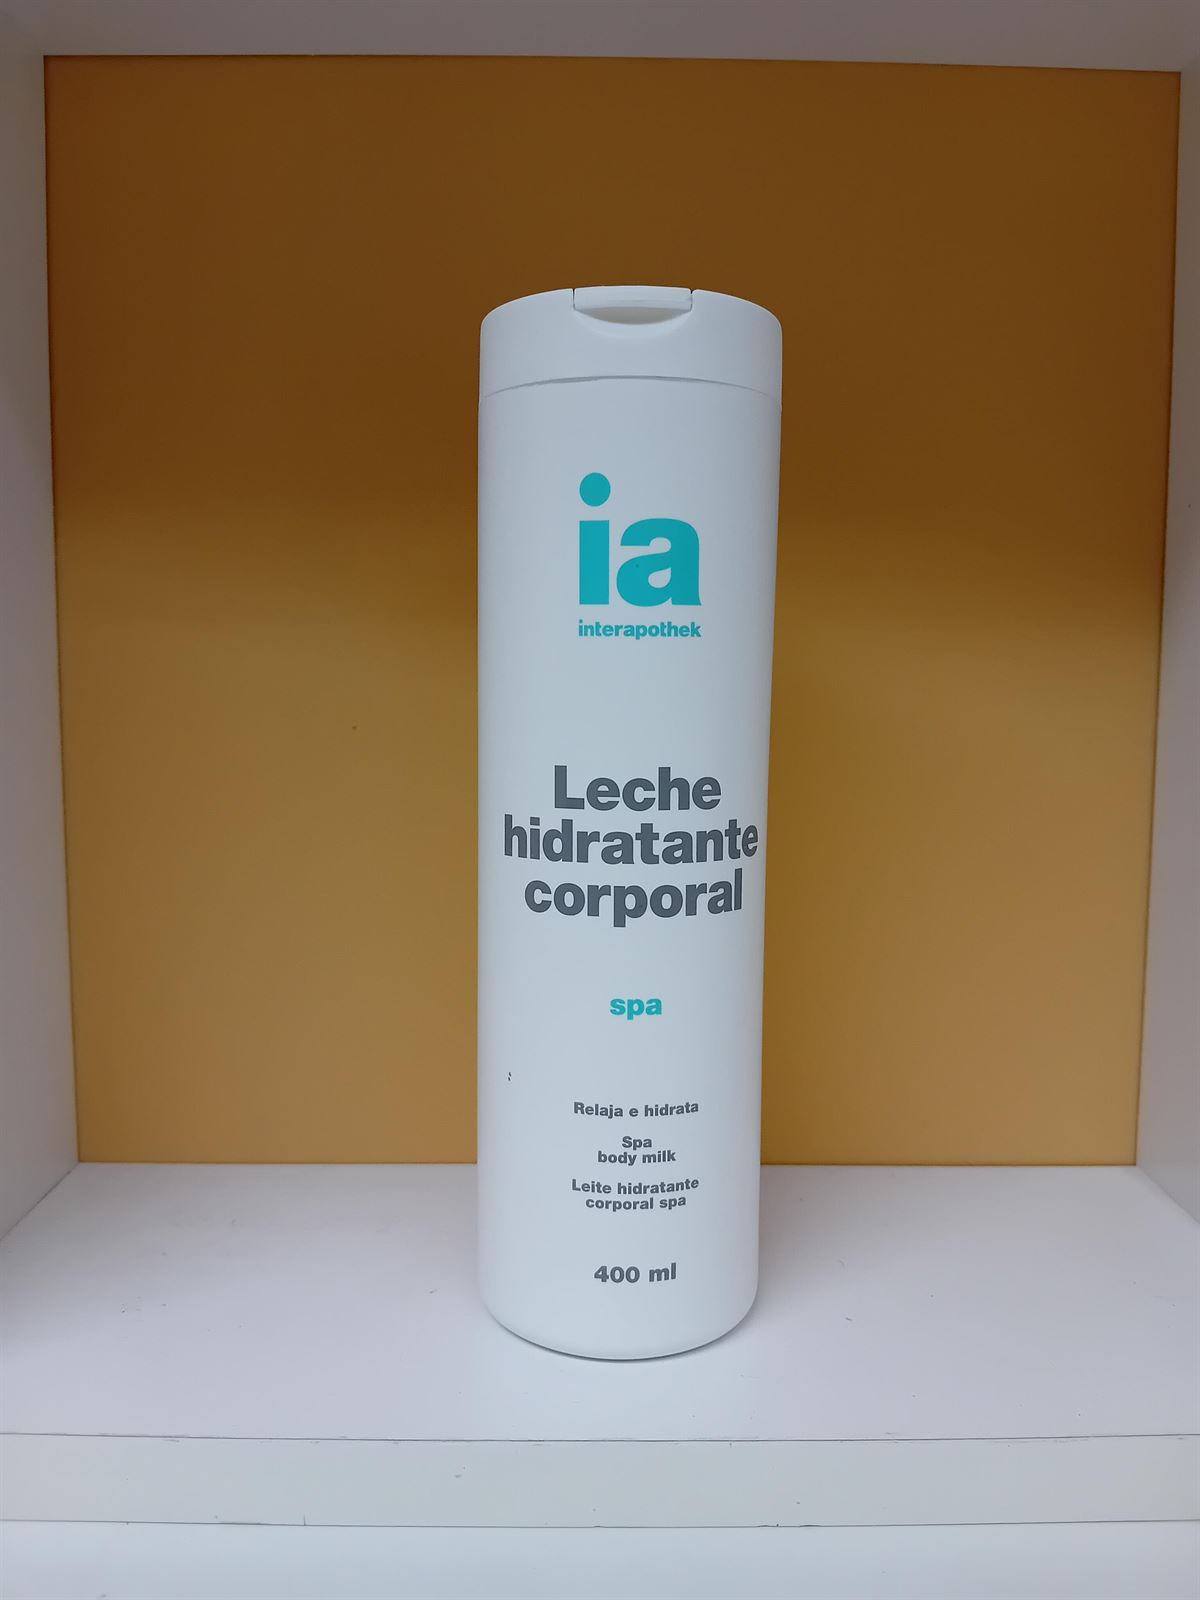 ia
interapothek
Leche
hidratante
corporal
spa
Relaja e hidrata
Spa
body milk
Leite hidratante
corporal spa
400 ml